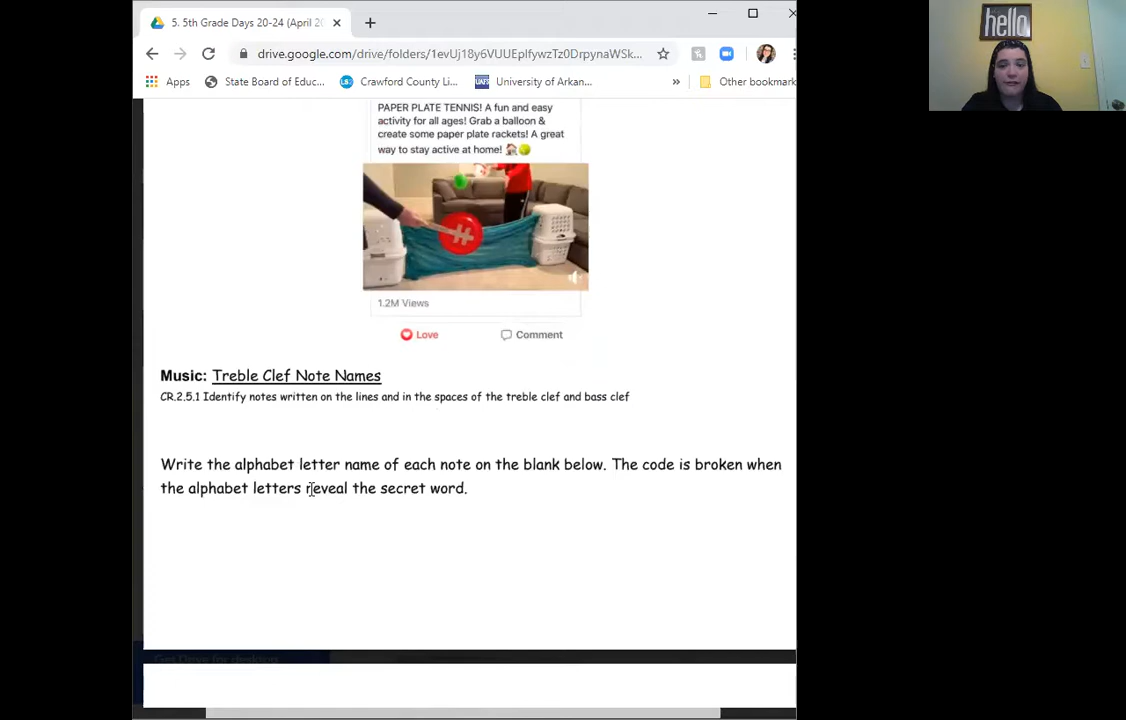 5. 5th Grade Days 20-24 (April 20
drive.google.com/drive/folders/1evUj18y6VUUEplfywzTz0DrpynaWSk...
Apps State Board of Educ... Crawford County Li... University of Arkan... » Other bookmark
PAPER PLATE TENNIS! A fun and easy
activity for all ages! Grab a balloon &
create some paper plate rackets! A great
way to stay active at home!
1.2M Views
Love Comment
Music: Treble Clef Note Names
CR.2.5.1 Identify notes written on the lines and in the spaces of the treble clef and bass clef
Write the alphabet letter name of each note on the blank below. The code is broken when
the alphabet letters reveal the secret word.
Get Drive for desktop
hello